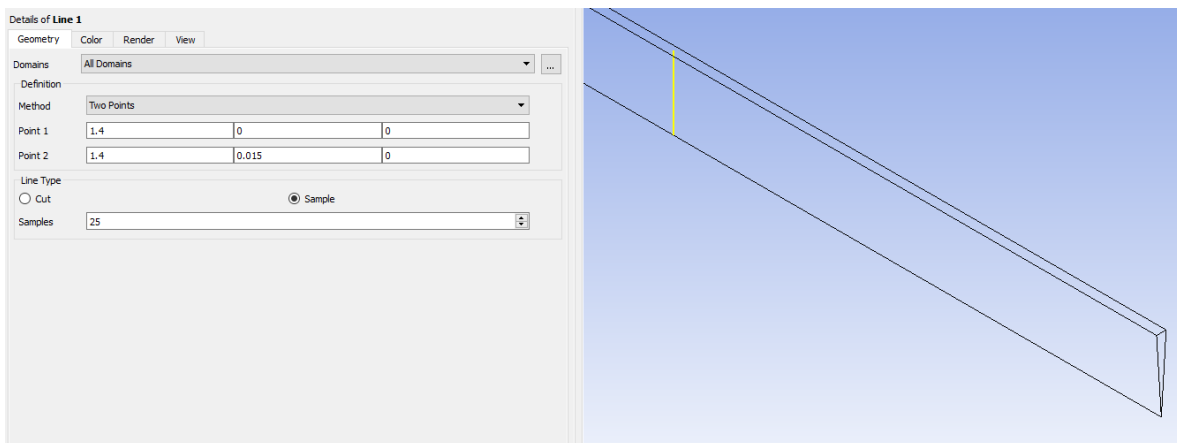 Details of Line 1
Geometry Color Render View
Domains All Domains ...
Definition
Method Two Points
Point 1 1.4 0 0
Point 2 1.4 0.015 0
Line Type
Cut Sample
Samples 25